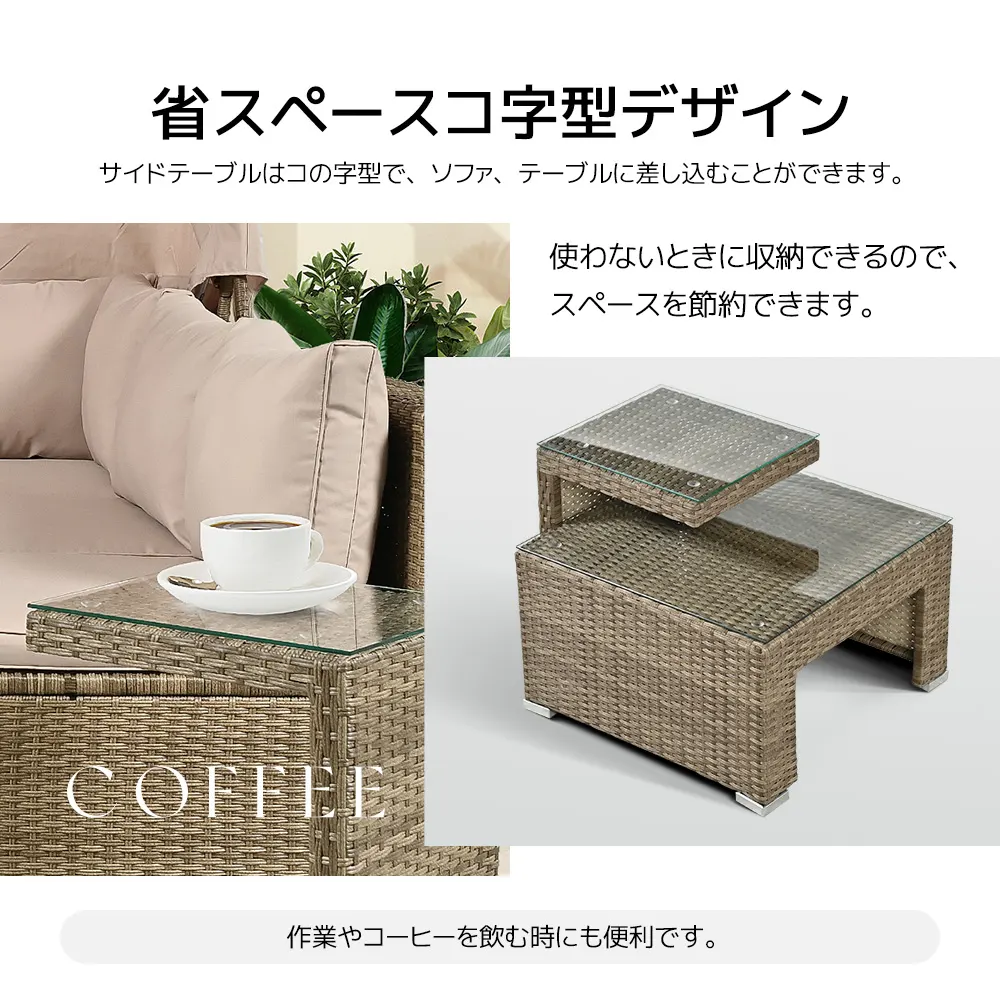 省スペースコ字型デザイン
サイドテーブルはコの字型で、ソファ、テーブルに差し込むことができます。
使わないときに収納できるので、
スペースを節約できます。
COFFEE
作業やコーヒーを飲む時にも便利です。